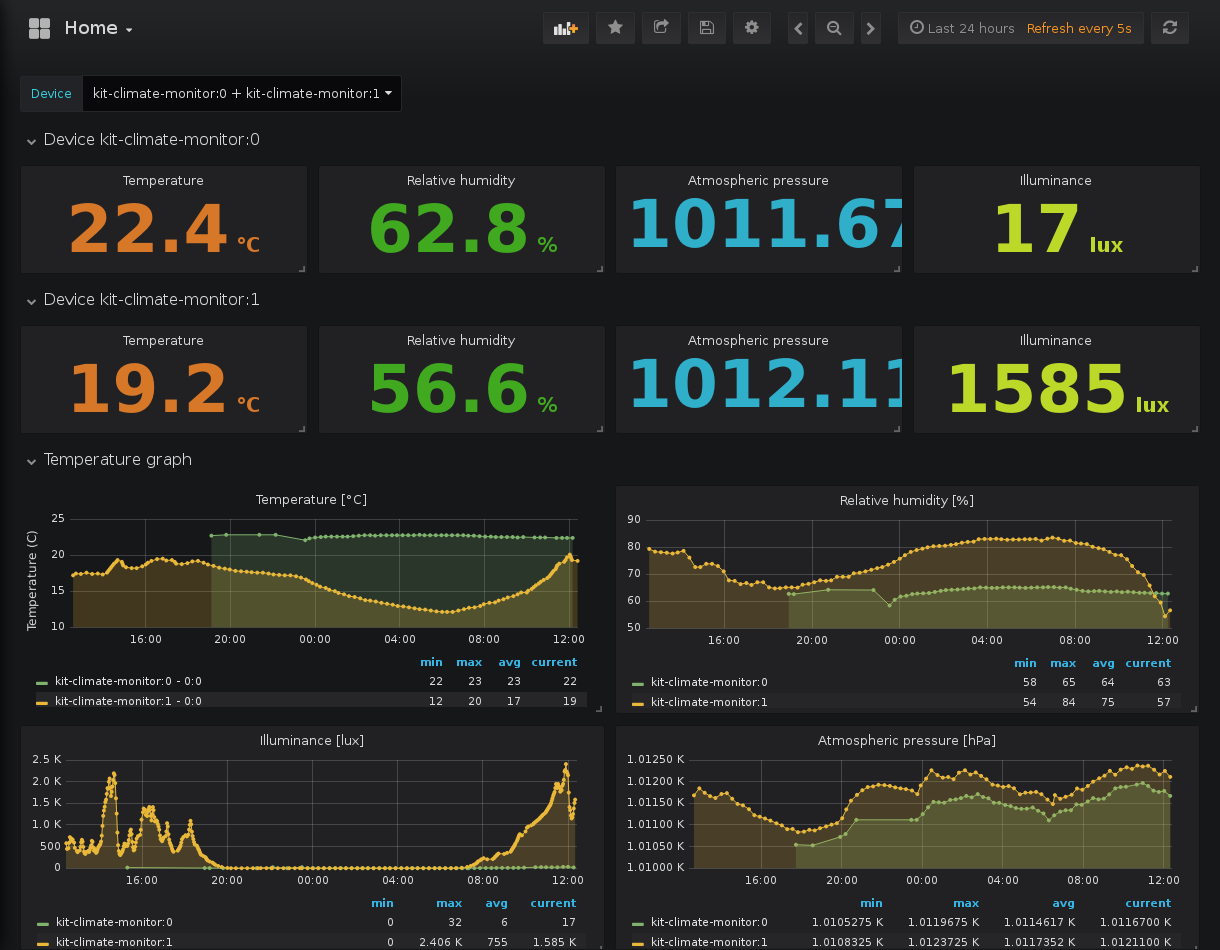 Home
Last 24 hours Refresh every 5s
Device kit-climate-monitor:0 + kit-climate-monitor:1
Device kit-climate-monitor:0
Temperature Relative humidity Atmospheric pressure Illuminance
22.4 °C 62.8 % 1011.67 17 lux
Device kit-climate-monitor:1
Temperature Relative humidity Atmospheric pressure Illuminance
19.2 °C 56.6 % 1012.11 1585 lux
Temperature graph
Temperature [°C]
Temperature (C)
25
20
15
10
16:00 20:00 00:00 04:00 08:00 12:00
min max avg current
kit-climate-monitor:0 - 0:0 22 23 23 22
kit-climate-monitor:1 - 0:0 12 20 17 19
Relative humidity [%]
90
80
70
60
50
16:00 20:00 00:00 04:00 08:00 12:00
min max avg current
kit-climate-monitor:0 58 65 64 63
kit-climate-monitor:1 54 84 75 57
Illuminance [lux]
2.5 K
2.0 K
1.5 K
1.0 K
500
0
16:00 20:00 00:00 04:00 08:00 12:00
min max avg current
kit-climate-monitor:0 0 32 6 17
kit-climate-monitor:1 0 2.406 K 755 1.585 K
Atmospheric pressure [hPa]
1.01250 K
1.01200 K
1.01150 K
1.01100 K
1.01050 K
1.01000 K
16:00 20:00 00:00 04:00 08:00 12:00
min max avg current
kit-climate-monitor:0 1.0105275 K 1.0119675 K 1.0114617 K 1.0116700 K
kit-climate-monitor:1 1.0108325 K 1.0123725 K 1.0117352 K 1.0121100 K